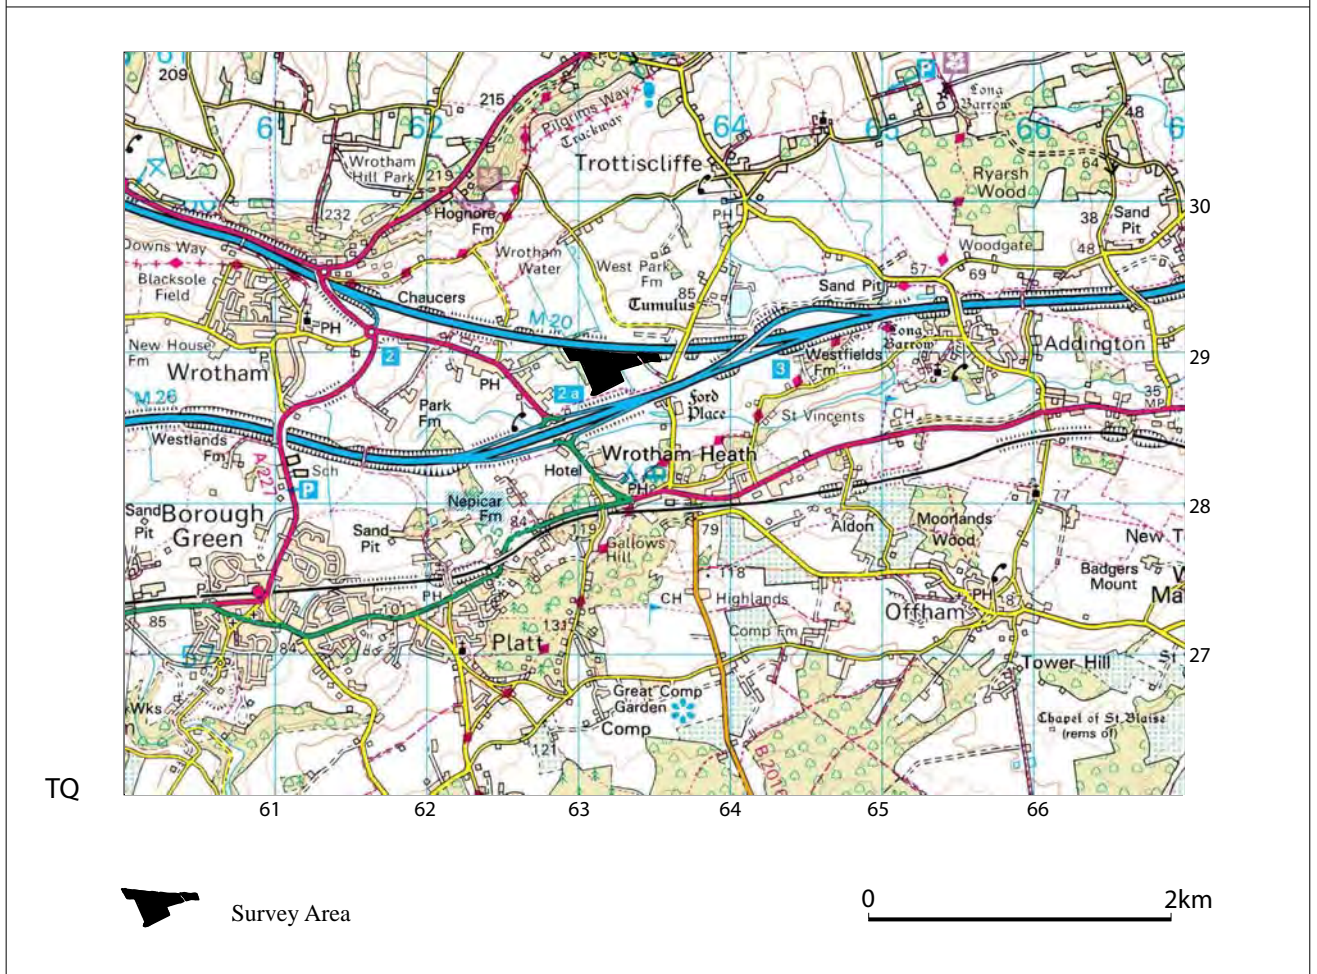 209
215
61
62
64
65
66
Pilgrims Way
Trackway
Long
Barrow
48
Wrotham
Hill Park
219
Trottiscliffe
64
Ryarsh
Wood
232
Hognore
Fm
PH
38
Sand
Pit
30
Downs Way
Blacksole
Field
Wrotham
Water
West Park
Fm
Woodgate
48
57
69
Chaucers
Tumulus
85
Sand Pit
M 20
PH
Long
Barrow
New House
Fm
P
2
Westfields
Fm
Addington
29
Wrotham
PH
2a
3
M 26
Park
Fm
Ford
Place
St Vincents
CH
35
MP
Westlands
Fm
A 227
Sch
Hotel
Wrotham Heath
P
PH
Nepicar
Fm
77
28
Sand
Pit
Borough
Green
Sand
Pit
84
119
79
Aldon
Moorlands
Wood
New T
Gallows
Hill
118
Badgers
Mount
W
Ma
PH
CH
Highlands
PH
85
101
Offham
Comp Fm
131
84
Platt
57
27
Tower Hill
St
Great Comp
Garden
kWks
n
Comp
121
B 2016
Chapel of St Blaise
(rems of)
TQ
61
62
63
64
65
66
0
2km
Survey Area